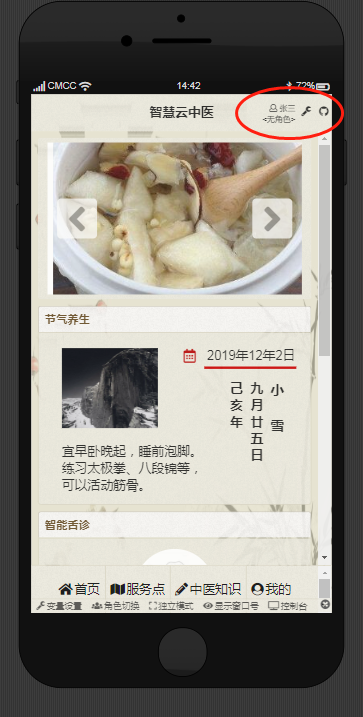 CMCC 14:42 72%
智慧云中医
张三
<无角色>
节气养生
2019年12年2日
小雪
九月廿五日
己亥年
宜早卧晚起，睡前泡脚。
练习太极拳、八段锦等，
可以活动筋骨。
智能舌诊
首页 服务点 中医知识 我的
变量设置 角色切换 独立模式 显示窗口号 控制台